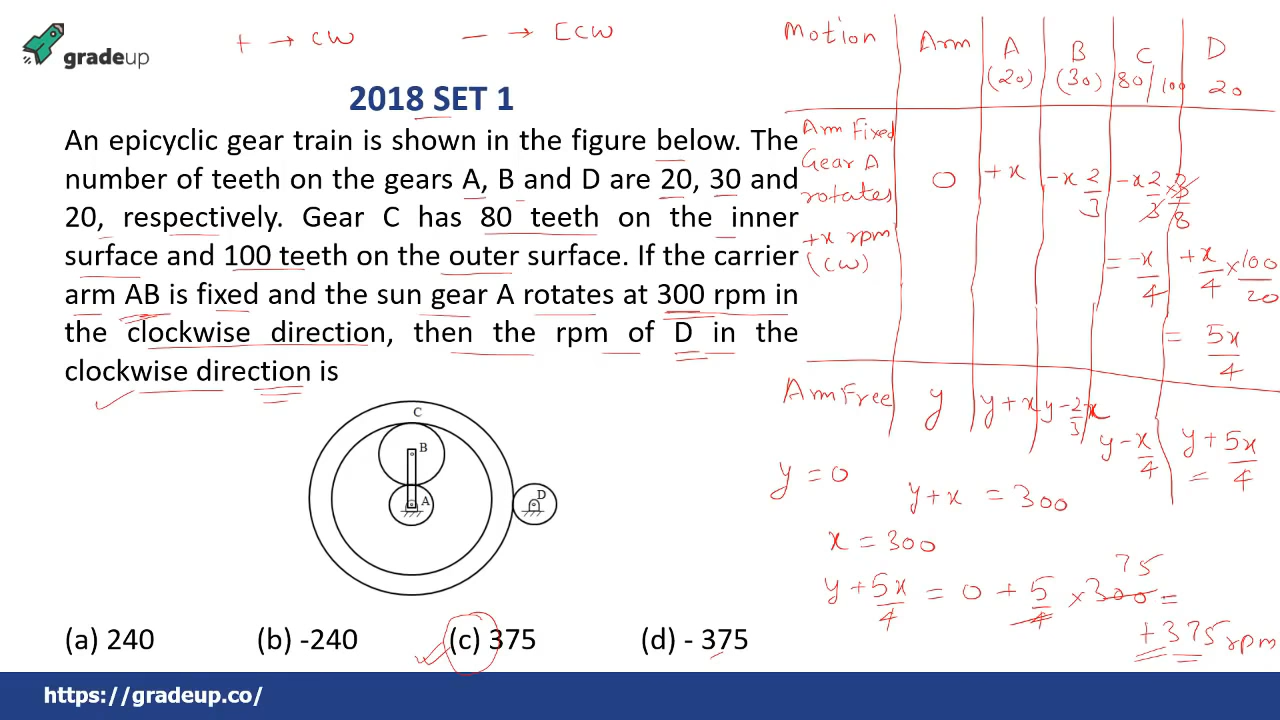 gradeup
+ → CW     − → CCW
2018 SET 1
An epicyclic gear train is shown in the figure below. The
number of teeth on the gears A, B and D are 20, 30 and
20, respectively. Gear C has 80 teeth on the inner
surface and 100 teeth on the outer surface. If the carrier
arm AB is fixed and the sun gear A rotates at 300 rpm in
the clockwise direction, then the rpm of D in the
clockwise direction is
C
B
A
D
(a) 240 (b) -240 (c) 375 (d) - 375
Motion Arm A (20) B (30) C 80/100 D 20
Arm Fixed
Gear A
rotates
+x rpm
(CW)
0 +x −x 2/3 −x 2/3 × 3/8
= −x/4
+x/4 × 100/20
= 5x/4
Arm Free y y+x y−2/3 x y−x/4 y+5x/4
y = 0
y+x = 300
x = 300
y+5x/4 = 0 + 5/4 × 300 =
75
+375 rpm
https://gradeup.co/